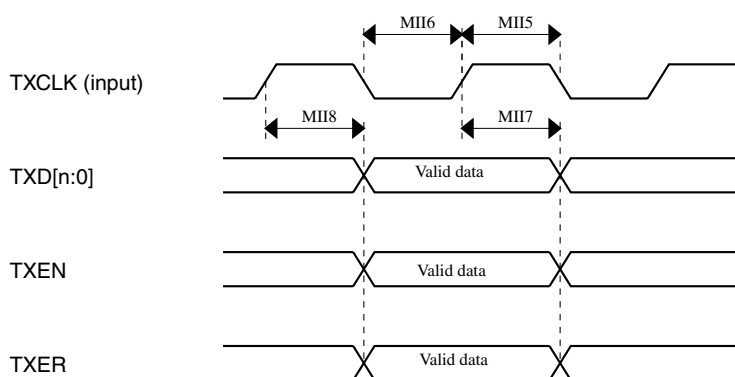 MII6
MII5
TXCLK (input)
MII8
MII7
TXD[n:0]
Valid data
TXEN
Valid data
TXER
Valid data